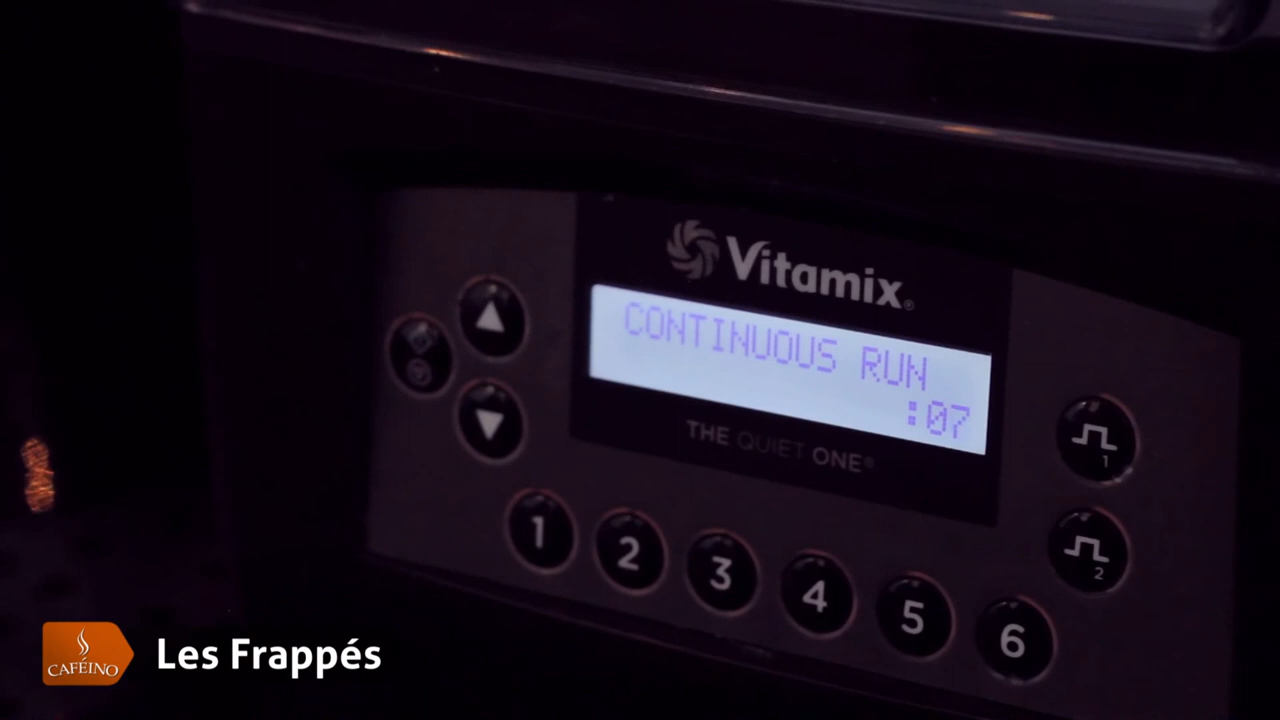 Vitamix®
CONTINUOUS RUN
:07
THE QUIET ONE®
1 2 3 4 5 6
1
2
CAFÉINO
Les Frappés